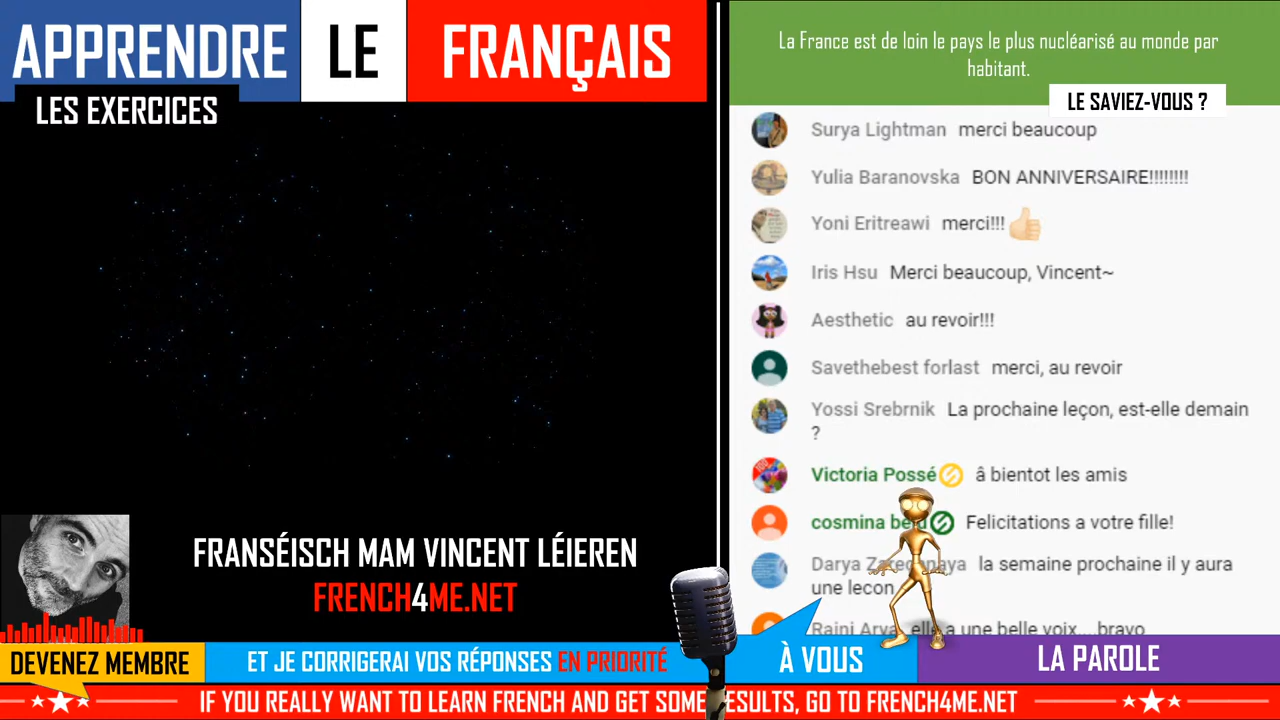 APPRENDRE LE FRANÇAIS
LES EXERCICES
La France est de loin le pays le plus nucléarisé au monde par
habitant.
LE SAVIEZ-VOUS ?
Surya Lightman merci beaucoup
Yulia Baranovska BON ANNIVERSAIRE!!!!!!!!
Yoni Eritreawi merci!!!
Iris Hsu Merci beaucoup, Vincent~
Aesthetic au revoir!!!
Savethebest forlast merci, au revoir
Yossi Srebrnik La prochaine leçon, est-elle demain
?
Victoria Possé â bientot les amis
cosmina Felicitations a votre fille!
Darya la semaine prochaine il y aura
une lecon
Raini Arya elle a une belle voix....bravo
FRANSÉISCH MAM VINCENT LÉIEREN
FRENCH4ME.NET
DEVENEZ MEMBRE
ET JE CORRIGERAI VOS RÉPONSES EN PRIORITÉ
À VOUS
LA PAROLE
IF YOU REALLY WANT TO LEARN FRENCH AND GET SOME RESULTS, GO TO FRENCH4ME.NET